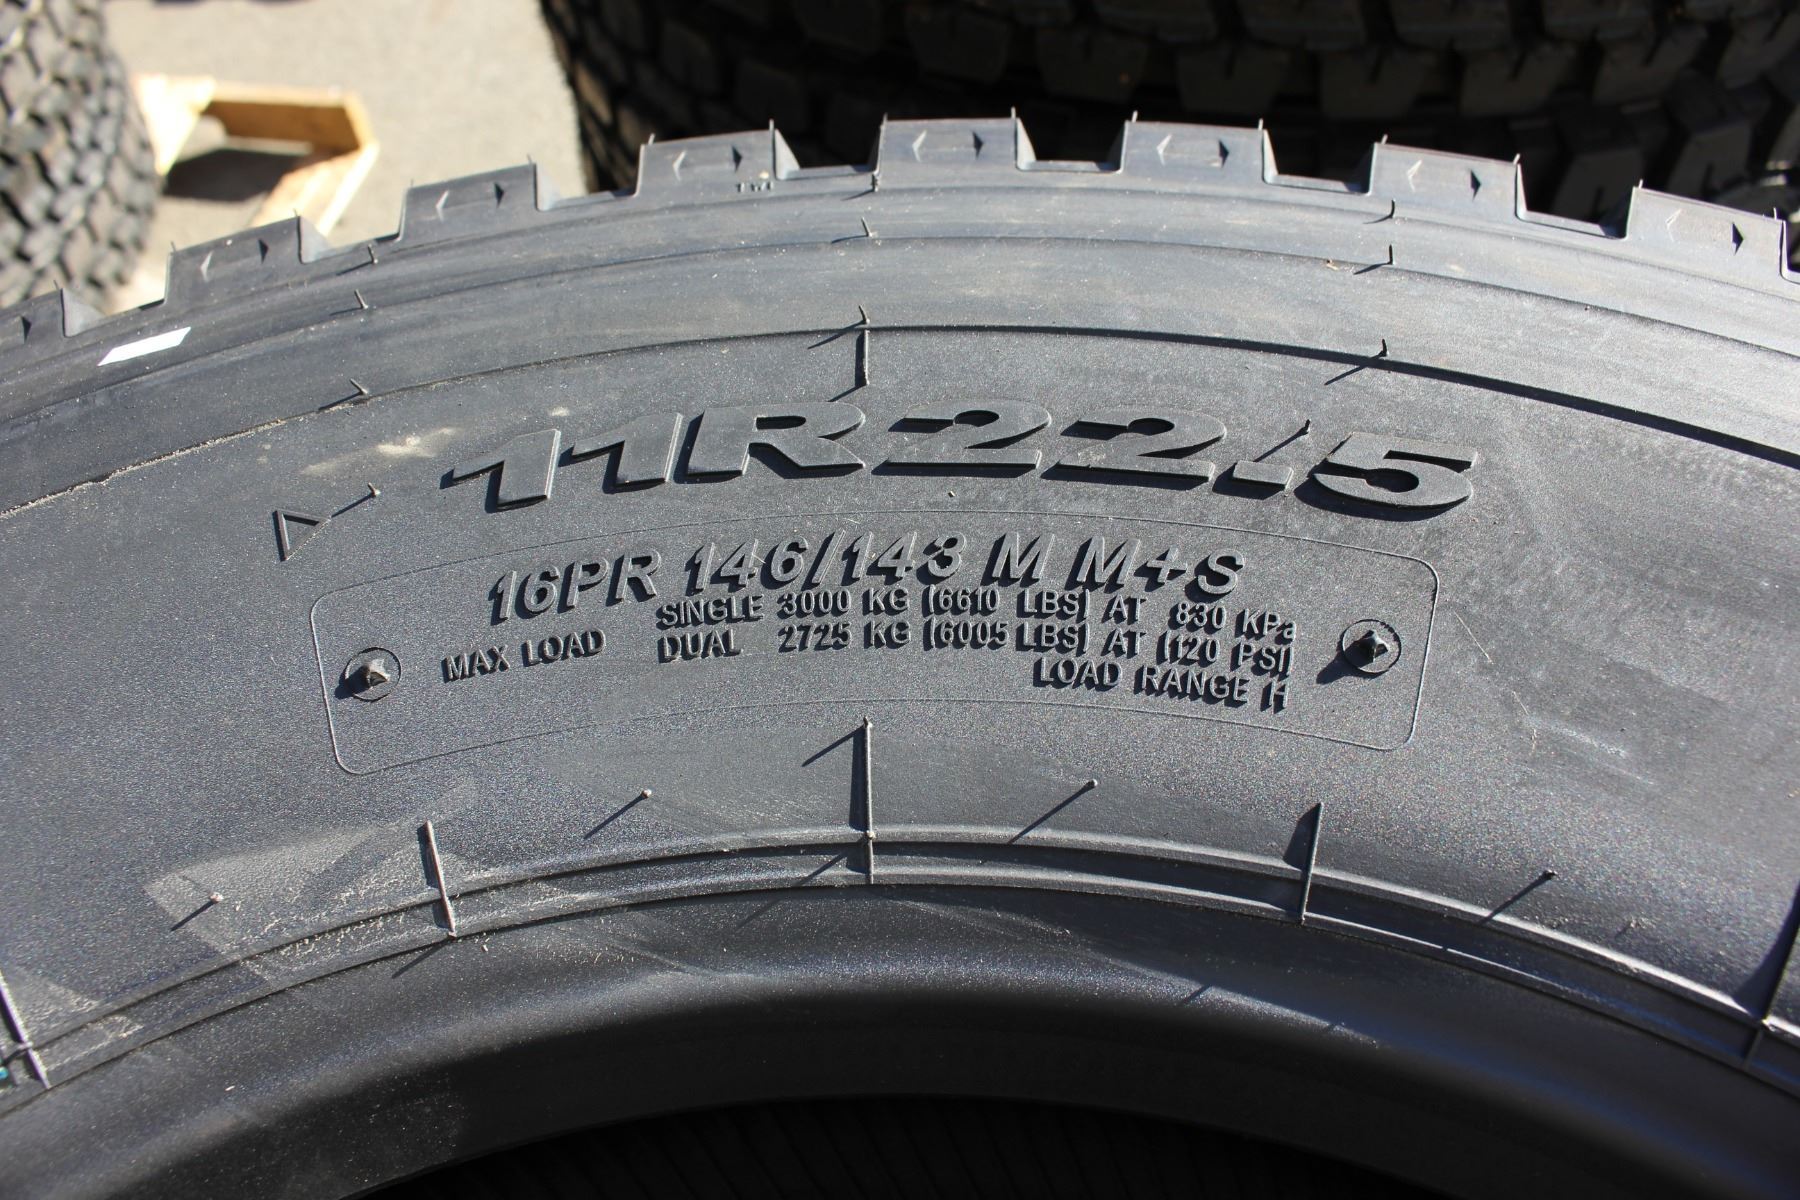 TWI
11R22.5
16PR 146/143 M M+S
SINGLE 3000 KG (6610 LBS) AT 830 KPa
MAX LOAD DUAL 2725 KG (6005 LBS) AT (120 PSI)
LOAD RANGE H